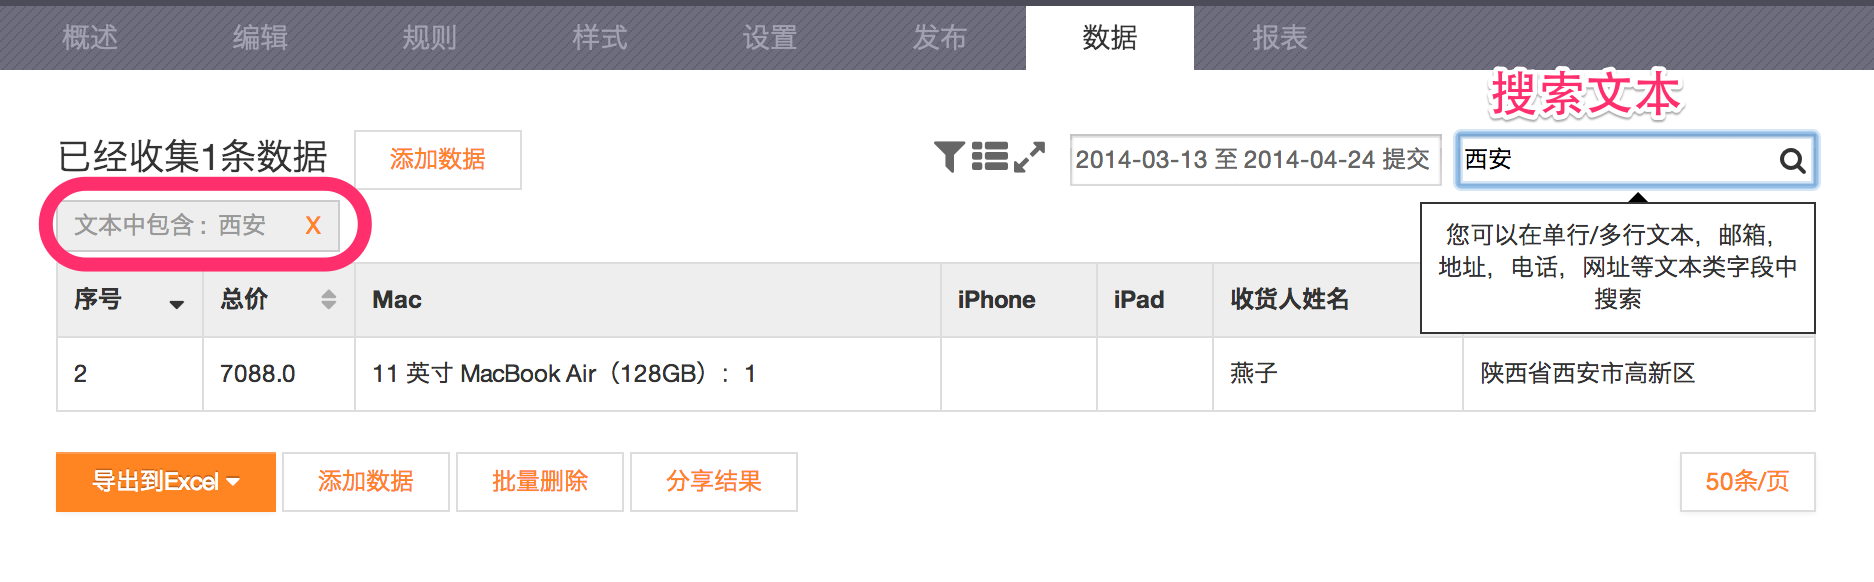 概述 编辑 规则 样式 设置 发布 数据 报表
搜索文本
已经收集1条数据 添加数据 2014-03-13 至 2014-04-24 提交 西安
文本中包含：西安 X
您可以在单行/多行文本，邮箱，
地址，电话，网址等文本类字段中
搜索
序号 总价 Mac iPhone iPad 收货人姓名
2 7088.0 11 英寸 MacBook Air（128GB）：1 燕子 陕西省西安市高新区
导出到Excel 添加数据 批量删除 分享结果 50条/页